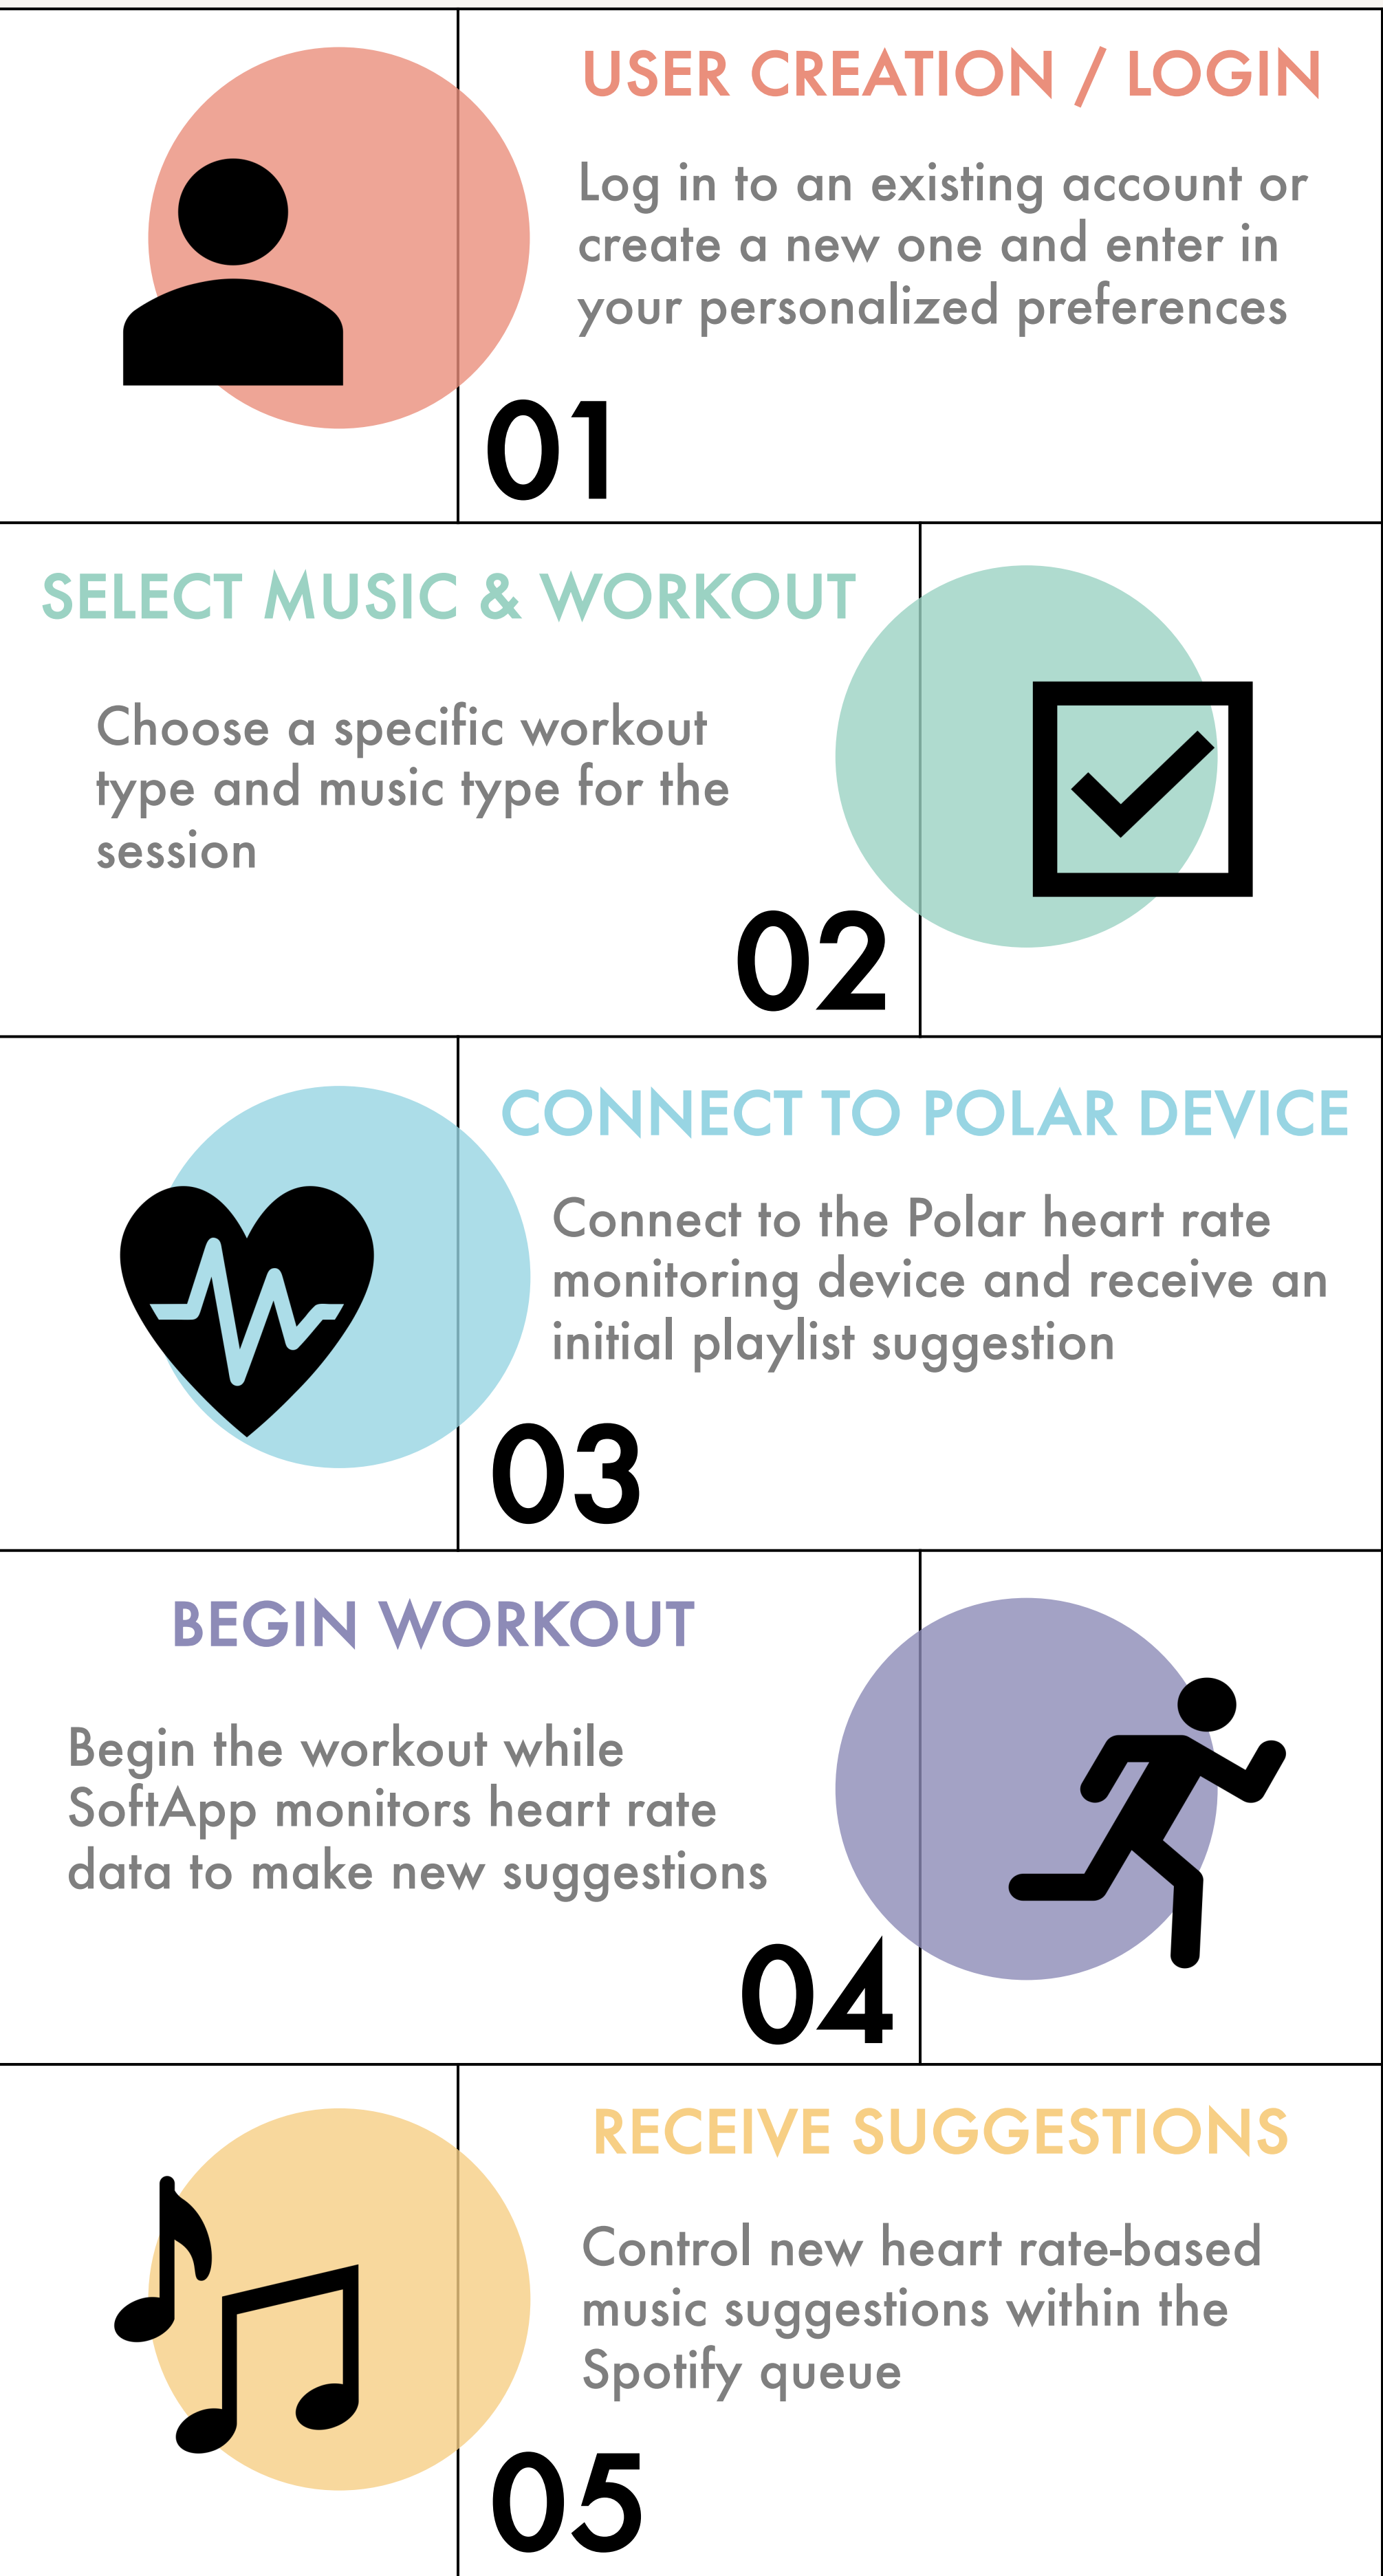 USER CREATION / LOGIN
Log in to an existing account or
create a new one and enter in
your personalized preferences
01
SELECT MUSIC & WORKOUT
Choose a specific workout
type and music type for the
session
02
CONNECT TO POLAR DEVICE
Connect to the Polar heart rate
monitoring device and receive an
initial playlist suggestion
03
BEGIN WORKOUT
Begin the workout while
SoftApp monitors heart rate
data to make new suggestions
04
RECEIVE SUGGESTIONS
Control new heart rate-based
music suggestions within the
Spotify queue
05